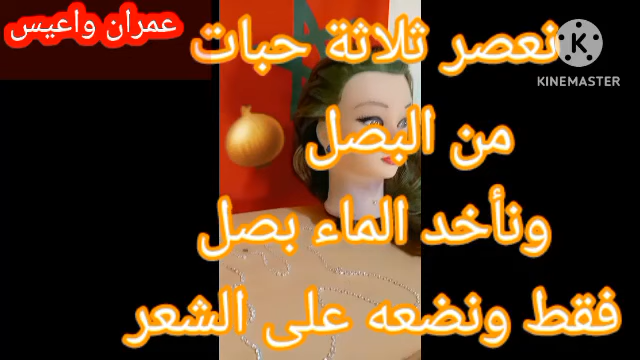 عمران واعيس
نعصر ثلاثة حبات
KINEMASTER
من البصل
ونأخد الماء بصل
فقط ونضعه على الشعر